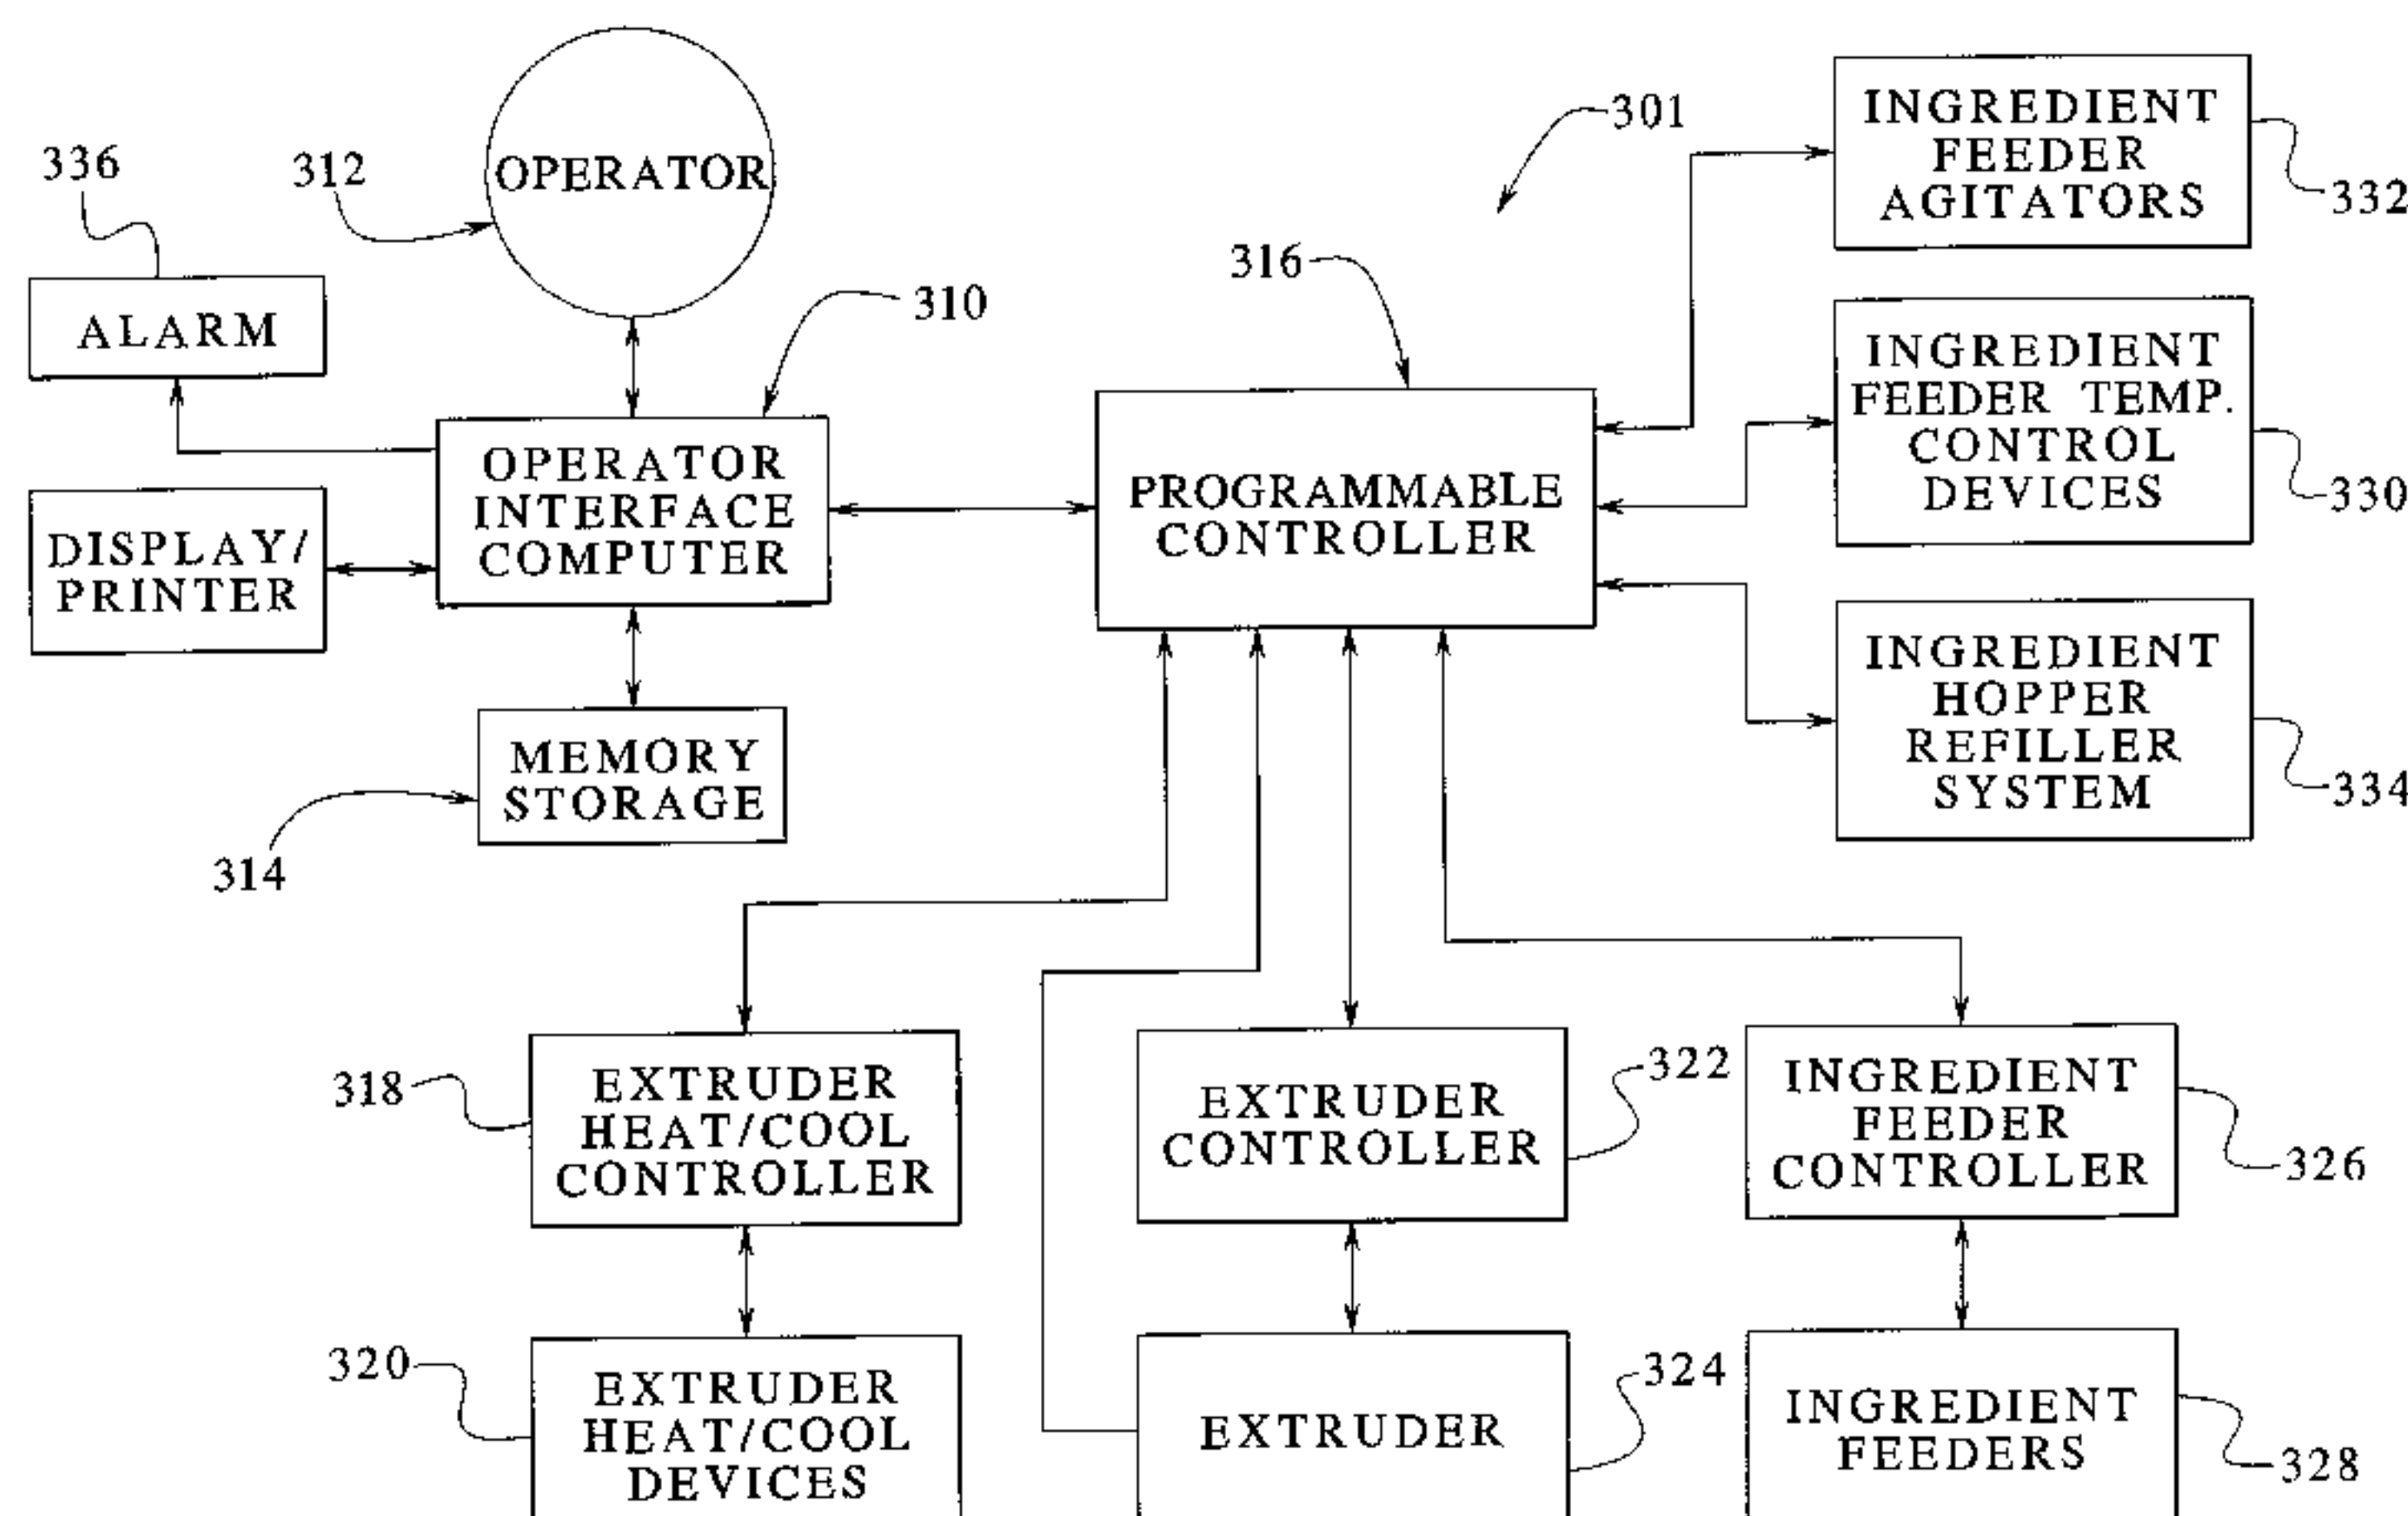 OPERATOR
312
336
ALARM
310
OPERATOR
INTERFACE
COMPUTER
DISPLAY/
PRINTER
MEMORY
STORAGE
314
301
316
PROGRAMMABLE
CONTROLLER
INGREDIENT
FEEDER
AGITATORS
332
INGREDIENT
FEEDER TEMP.
CONTROL
DEVICES
330
INGREDIENT
HOPPER
REFILLER
SYSTEM
334
318
EXTRUDER
HEAT/COOL
CONTROLLER
EXTRUDER
CONTROLLER
322
INGREDIENT
FEEDER
CONTROLLER
326
320
EXTRUDER
HEAT/COOL
DEVICES
EXTRUDER
324
INGREDIENT
FEEDERS
328